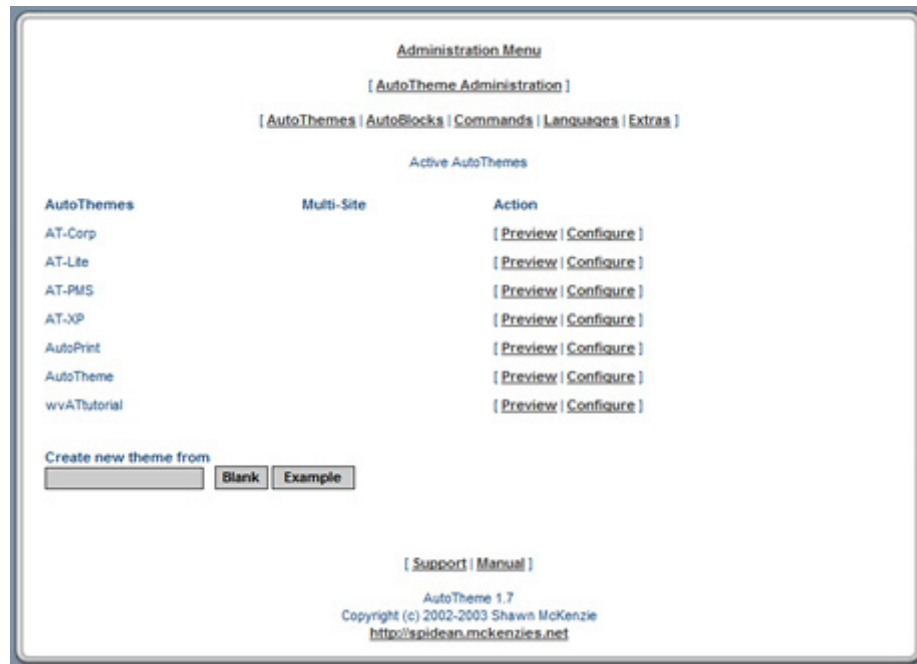 Administration Menu
[ AutoTheme Administration ]
[ AutoThemes | AutoBlocks | Commands | Languages | Extras ]
Active AutoThemes
AutoThemes Multi-Site Action
AT-Corp [ Preview | Configure ]
AT-Lite [ Preview | Configure ]
AT-PMS [ Preview | Configure ]
AT-XP [ Preview | Configure ]
AutoPrint [ Preview | Configure ]
AutoTheme [ Preview | Configure ]
wvATtutorial [ Preview | Configure ]
Create new theme from
Blank Example
[ Support | Manual ]
AutoTheme 1.7
Copyright (c) 2002-2003 Shawn McKenzie
http://spidean.mckenzies.net